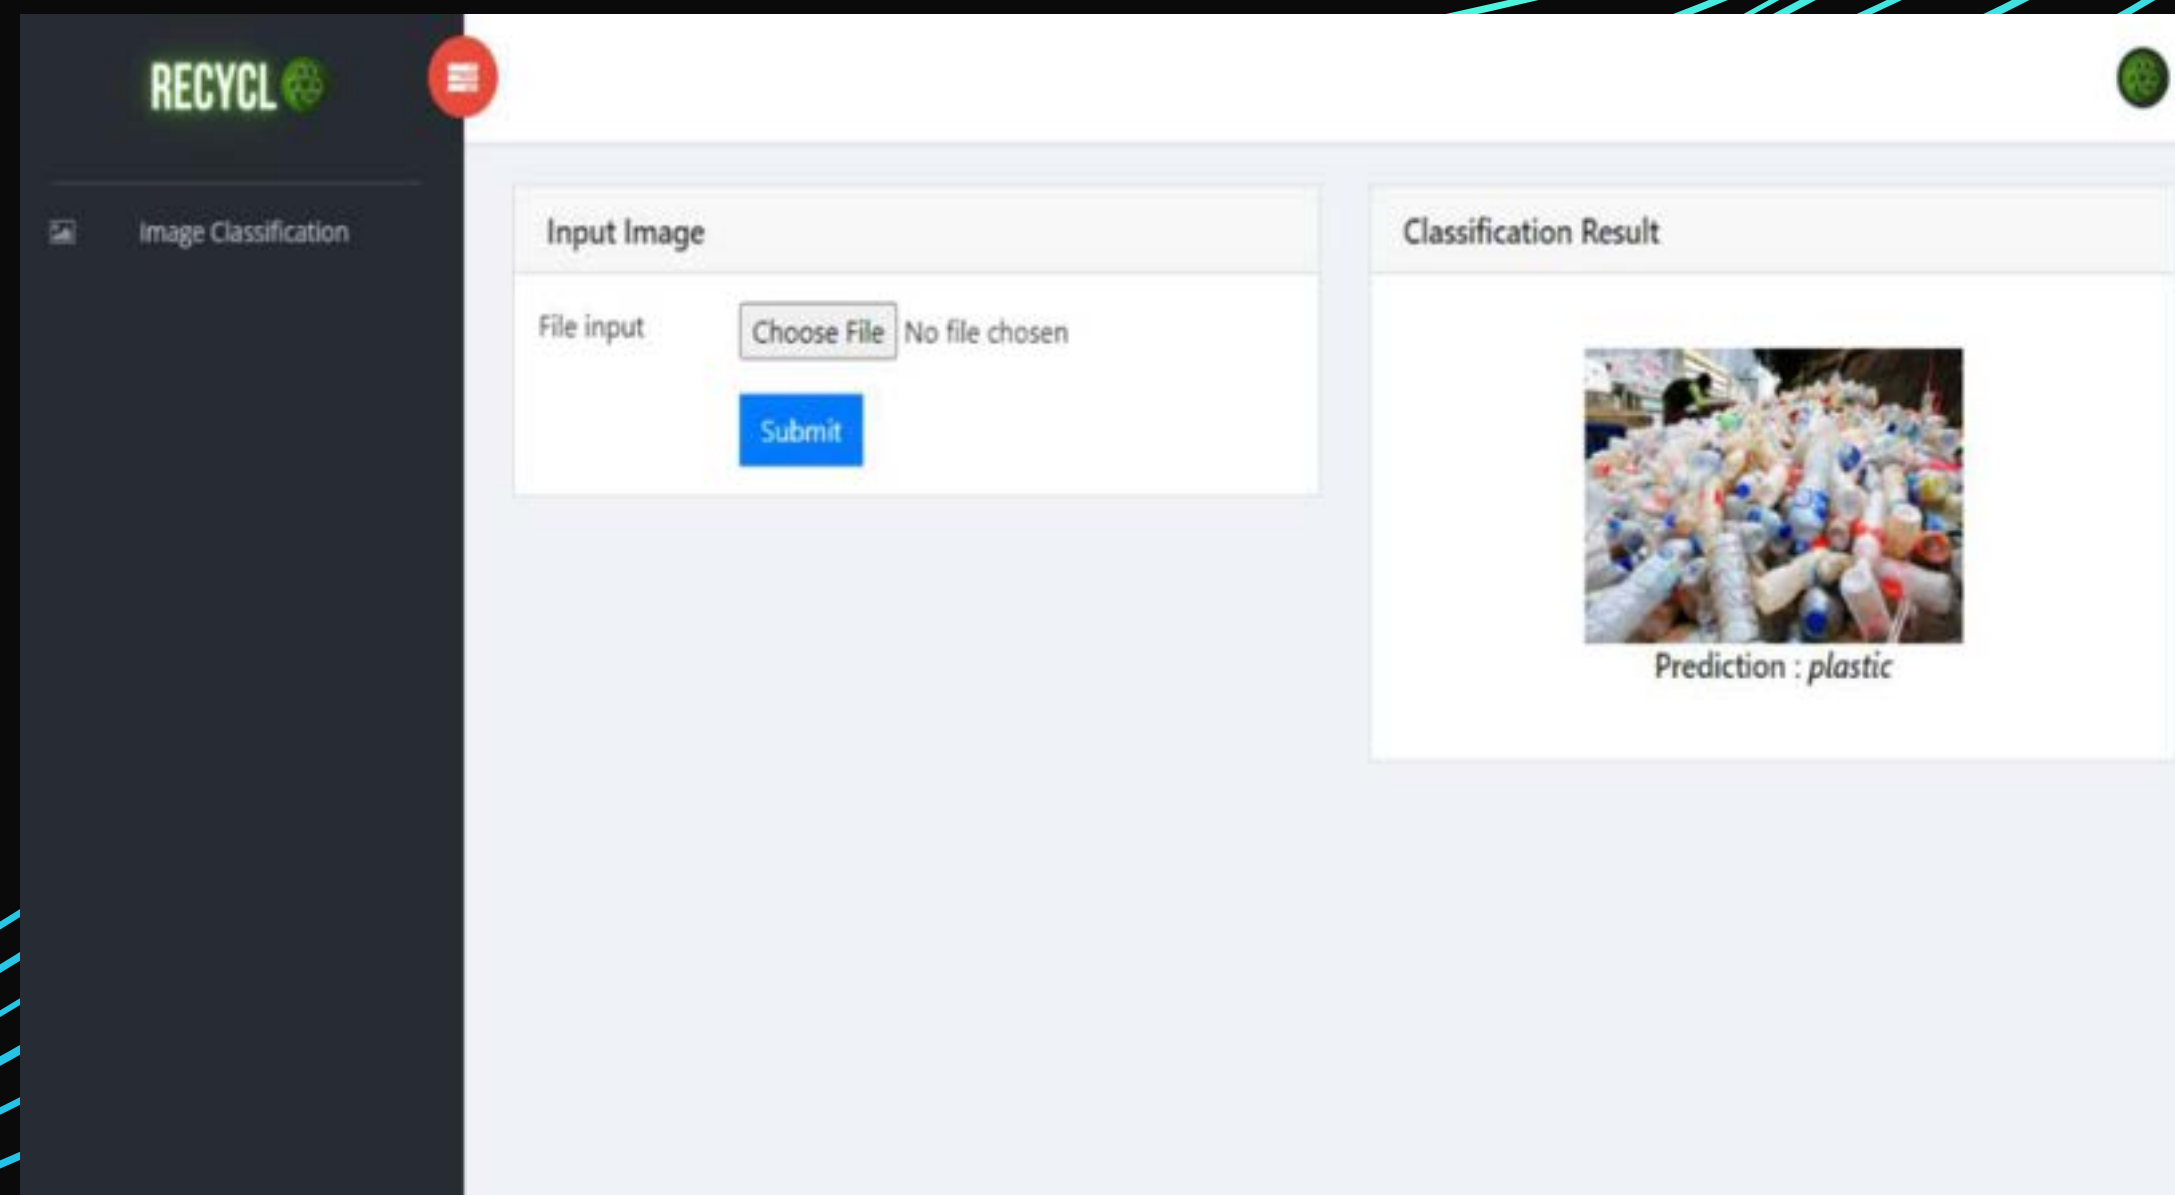 RECYCL
Image Classification
Input Image
File input
Choose File No file chosen
Submit
Classification Result
Prediction : plastic